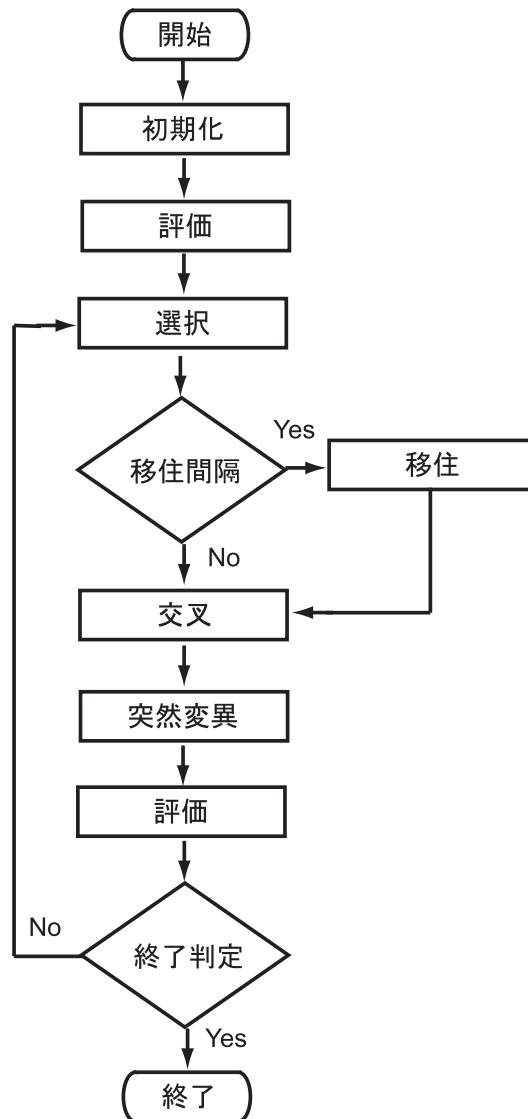 開始
初期化
評価
選択
移住間隔
Yes
移住
No
交叉
突然変異
評価
No
終了判定
Yes
終了